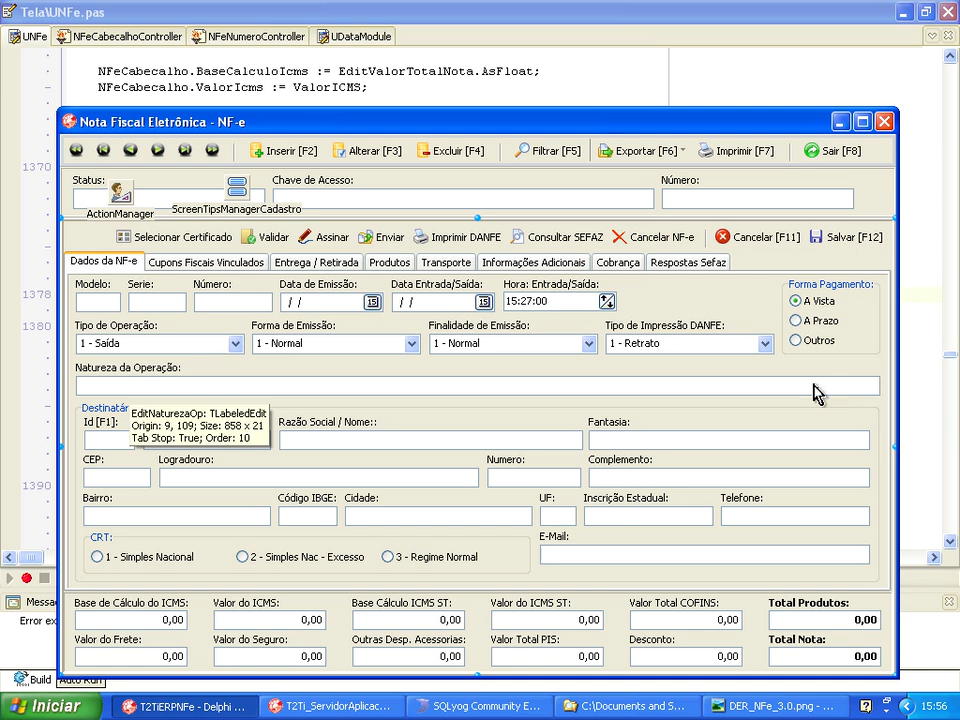 Tela\UNFe.pas
UNFe NFeCabecalhoController NFeNumeroController UDataModule
NFeCabecalho.BaseCalculoIcms := EditValorTotalNota.AsFloat;
NFeCabecalho.ValorIcms := ValorICMS;
1370
1378
1380
1390
Nota Fiscal Eletrônica - NF-e
Inserir [F2] Alterar [F3] Excluir [F4] Filtrar [F5] Exportar [F6] Imprimir [F7] Sair [F8]
Status: Chave de Acesso: Número:
ActionManager ScreenTipsManagerCadastro
Selecionar Certificado Validar Assinar Enviar Imprimir DANFE Consultar SEFAZ Cancelar NF-e Cancelar [F11] Salvar [F12]
Dados da NF-e Cupons Fiscais Vinculados Entrega / Retirada Produtos Transporte Informações Adicionais Cobrança Respostas Sefaz
Modelo: Serie: Número: Data de Emissão: Data Entrada/Saída: Hora: Entrada/Saída: Forma Pagamento:
/ / 15 / / 15 15:27:00 A Vista
A Prazo
Tipo de Operação: Forma de Emissão: Finalidade de Emissão: Tipo de Impressão DANFE:
1 - Saída 1 - Normal 1 - Normal 1 - Retrato Outros
Natureza da Operação:
Destinatár
EditNaturezaOp: TLabeledEdit
Origin: 9, 109; Size: 858 x 21
Tab Stop: True; Order: 10
Id [F1]: Razão Social / Nome:: Fantasia:
CEP: Logradouro: Numero: Complemento:
Bairro: Código IBGE: Cidade: UF: Inscrição Estadual: Telefone:
CRT: E-Mail:
1 - Simples Nacional 2 - Simples Nac - Excesso 3 - Regime Normal
Base de Cálculo do ICMS: Valor do ICMS: Base Cálculo ICMS ST: Valor do ICMS ST: Valor Total COFINS: Total Produtos:
0,00 0,00 0,00 0,00 0,00 0,00
Valor do Frete: Valor do Seguro: Outras Desp. Acessorias: Valor Total PIS: Desconto: Total Nota:
0,00 0,00 0,00 0,00 0,00 0,00
Messa
Error ex
Build Auto Run
Iniciar T2TiERPNFe - Delphi ... T2Ti_ServidorAplicac... SQLyog Community E... C:\Documents and S... DER_NFe_3.0.png - ... 15:56